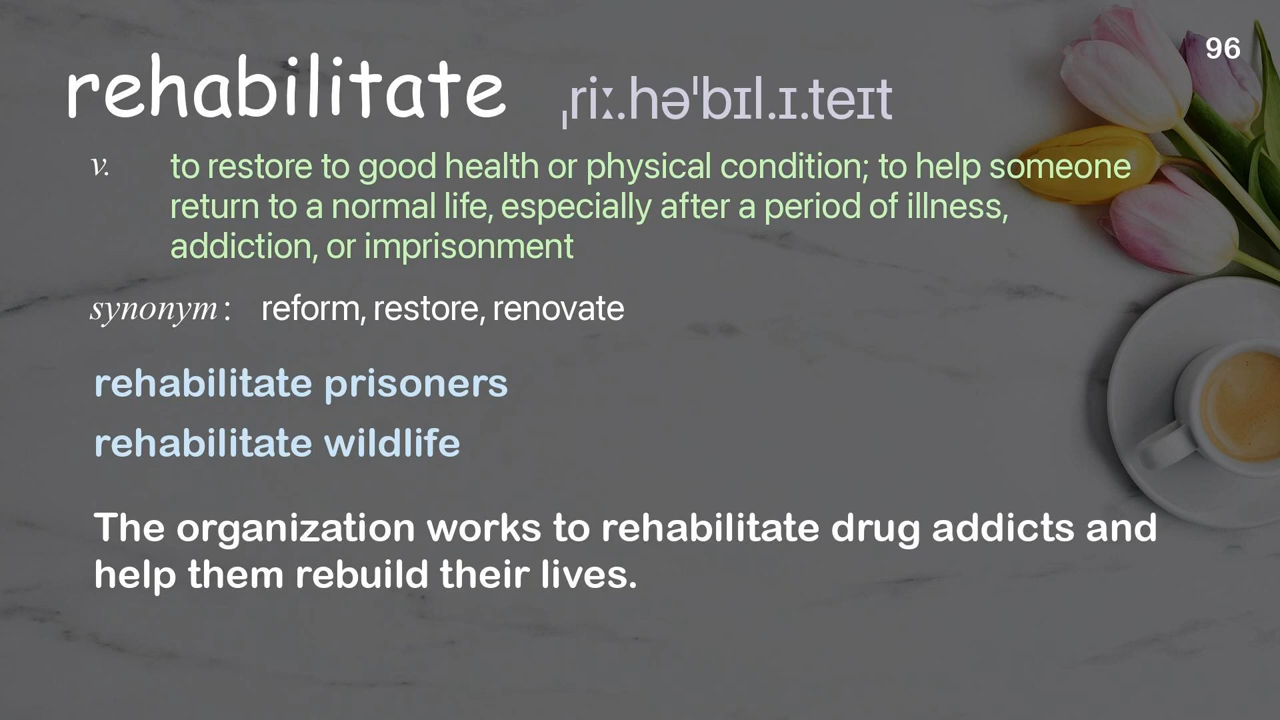 96
rehabilitate ˌriː.həˈbɪl.ɪ.teɪt
v. to restore to good health or physical condition; to help someone
return to a normal life, especially after a period of illness,
addiction, or imprisonment
synonym: reform, restore, renovate
rehabilitate prisoners
rehabilitate wildlife
The organization works to rehabilitate drug addicts and
help them rebuild their lives.